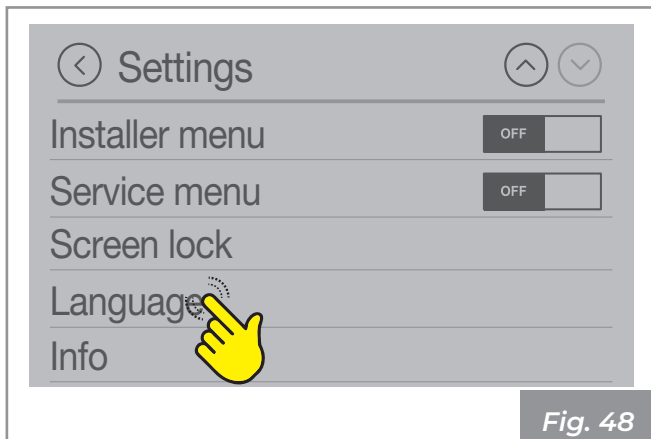 Settings
Installer menu OFF
Service menu OFF
Screen lock
Language
Info
Fig. 48